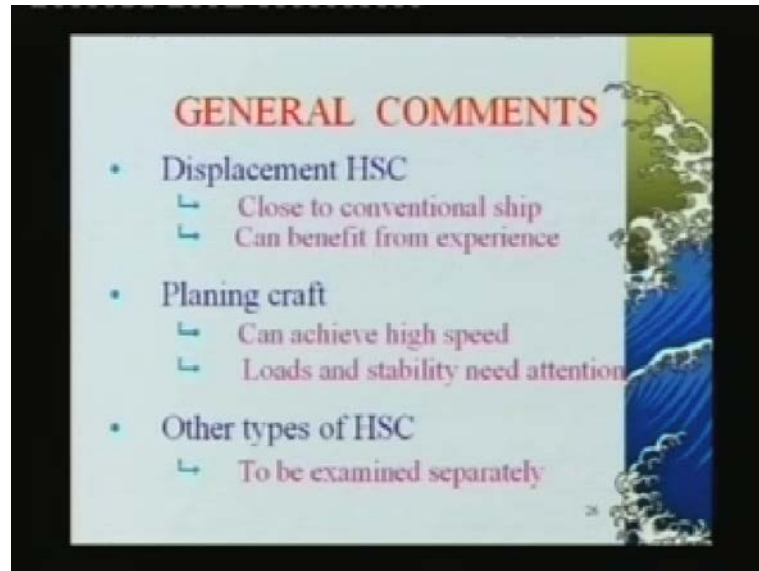 GENERAL COMMENTS
• Displacement HSC
Close to conventional ship
Can benefit from experience
• Planing craft
Can achieve high speed
Loads and stability need attention
• Other types of HSC
To be examined separately
26